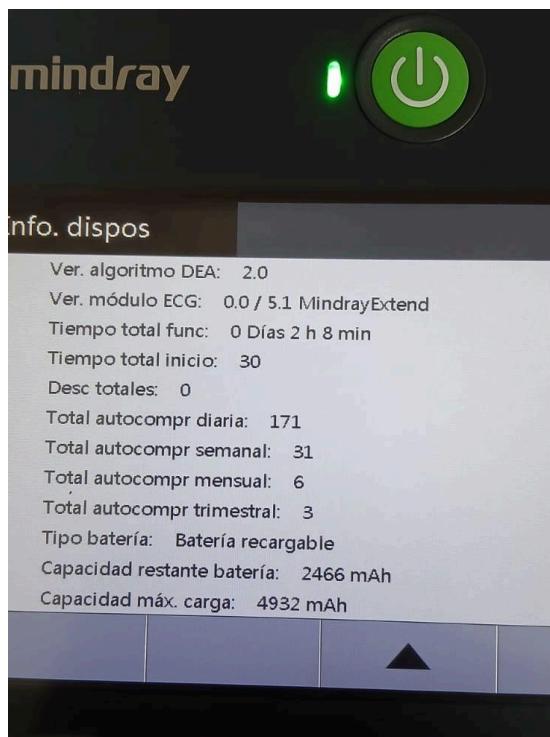 mindray
Info. dispos
Ver. algoritmo DEA: 2.0
Ver. módulo ECG: 0.0 / 5.1 MindrayExtend
Tiempo total func: 0 Días 2 h 8 min
Tiempo total inicio: 30
Desc totales: 0
Total autocompr diaria: 171
Total autocompr semanal: 31
Total autocompr mensual: 6
Total autocompr trimestral: 3
Tipo batería: Batería recargable
Capacidad restante batería: 2466 mAh
Capacidad máx. carga: 4932 mAh